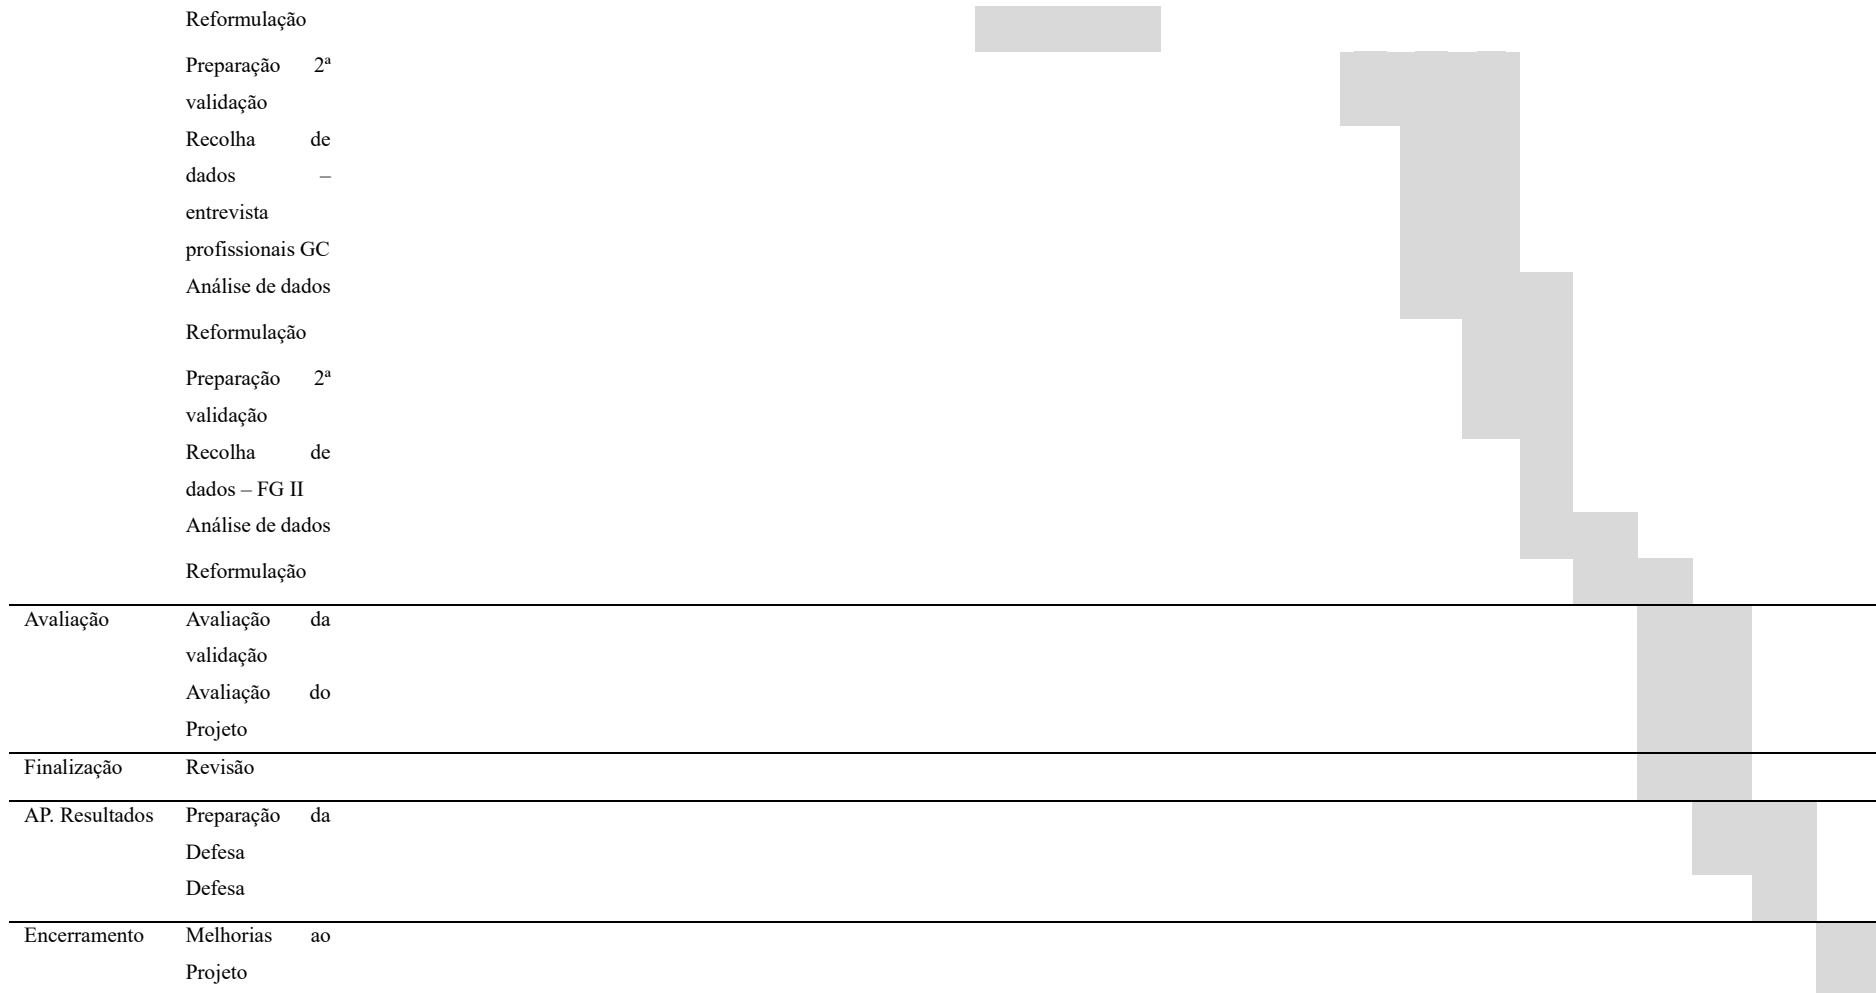 Reformulação
Preparação 2ª
validação
Recolha de
dados –
entrevista
profissionais GC
Análise de dados
Reformulação
Preparação 2ª
validação
Recolha de
dados – FG II
Análise de dados
Reformulação
Avaliação Avaliação da
validação
Avaliação do
Projeto
Finalização Revisão
AP. Resultados Preparação da
Defesa
Defesa
Encerramento Melhorias ao
Projeto